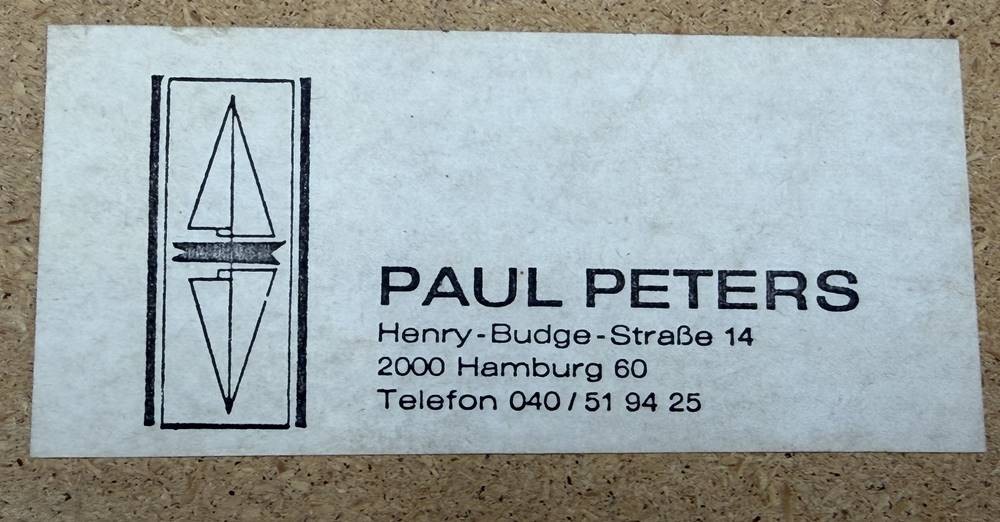 PAUL PETERS
Henry-Budge-Straße 14
2000 Hamburg 60
Telefon 040/51 94 25